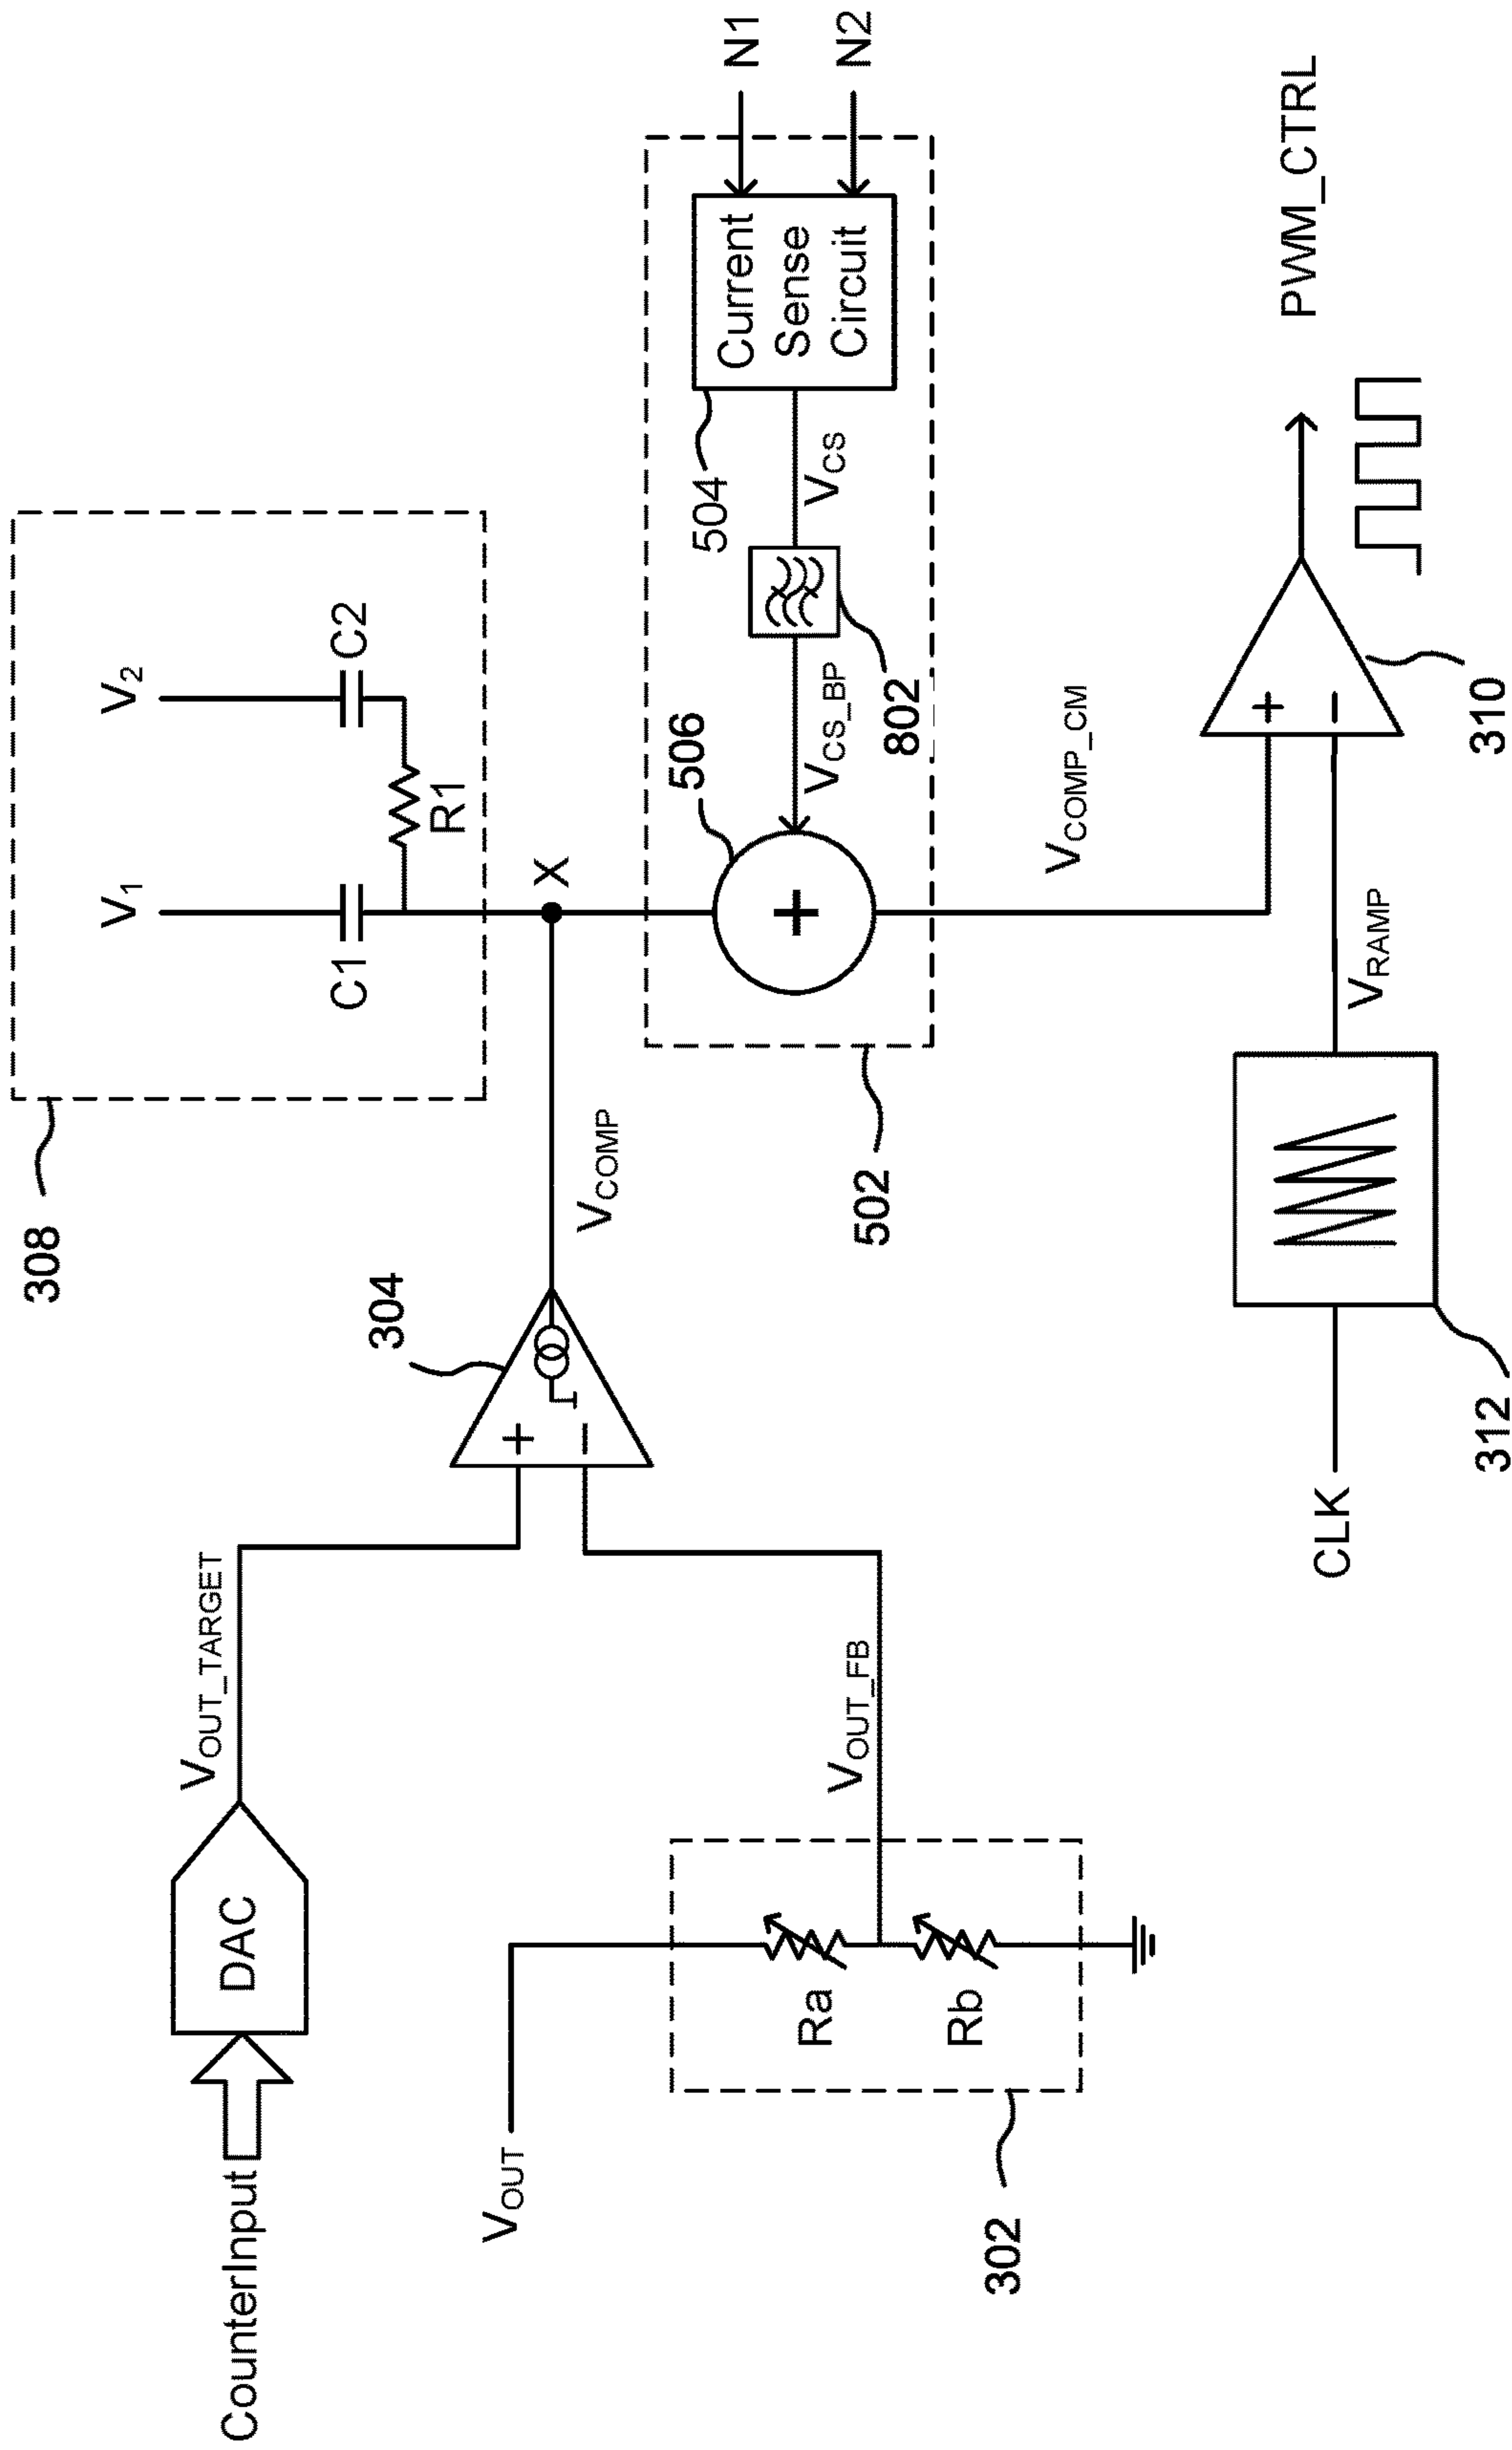 308
V1
V2
C1
C2
R1
CounterInput
DAC
VOUT_TARGET
304
+
−
VCOMP
X
VOUT
302
Ra
Rb
VOUT_FB
502
506
+
VCS_BP
802
VCS
504
Current
Sense
Circuit
N1
N2
VCOMP_CM
CLK
312
VRAMP
+
−
310
PWM_CTRL